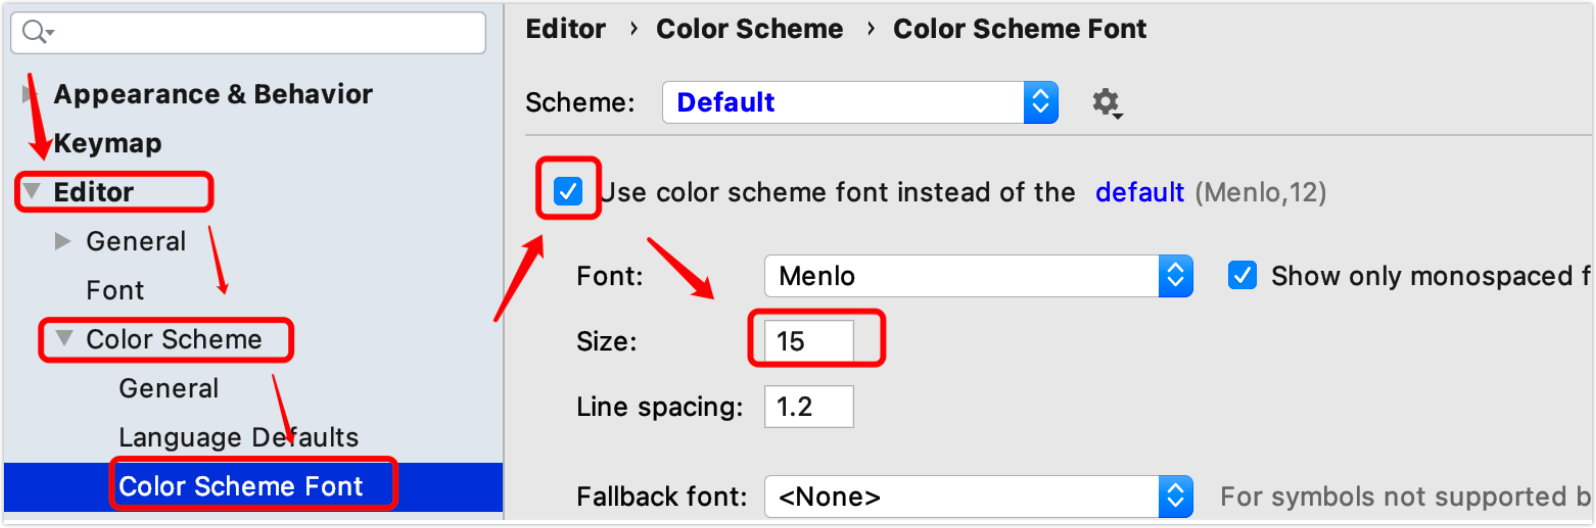 Appearance & Behavior
Keymap
Editor
General
Font
Color Scheme
General
Language Defaults
Color Scheme Font
Editor › Color Scheme › Color Scheme Font
Scheme: Default
Use color scheme font instead of the default (Menlo,12)
Font: Menlo Show only monospaced f
Size: 15
Line spacing: 1.2
Fallback font: <None> For symbols not supported b